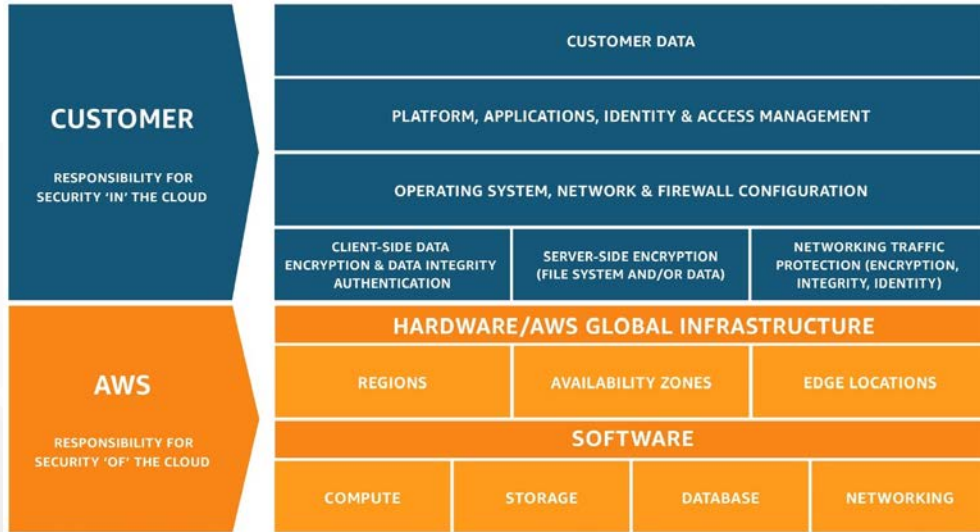 CUSTOMER
RESPONSIBILITY FOR
SECURITY ‘IN’ THE CLOUD
CUSTOMER DATA
PLATFORM, APPLICATIONS, IDENTITY & ACCESS MANAGEMENT
OPERATING SYSTEM, NETWORK & FIREWALL CONFIGURATION
CLIENT-SIDE DATA
ENCRYPTION & DATA INTEGRITY
AUTHENTICATION
SERVER-SIDE ENCRYPTION
(FILE SYSTEM AND/OR DATA)
NETWORKING TRAFFIC
PROTECTION (ENCRYPTION,
INTEGRITY, IDENTITY)
AWS
RESPONSIBILITY FOR
SECURITY ‘OF’ THE CLOUD
HARDWARE/AWS GLOBAL INFRASTRUCTURE
REGIONS
AVAILABILITY ZONES
EDGE LOCATIONS
SOFTWARE
COMPUTE
STORAGE
DATABASE
NETWORKING